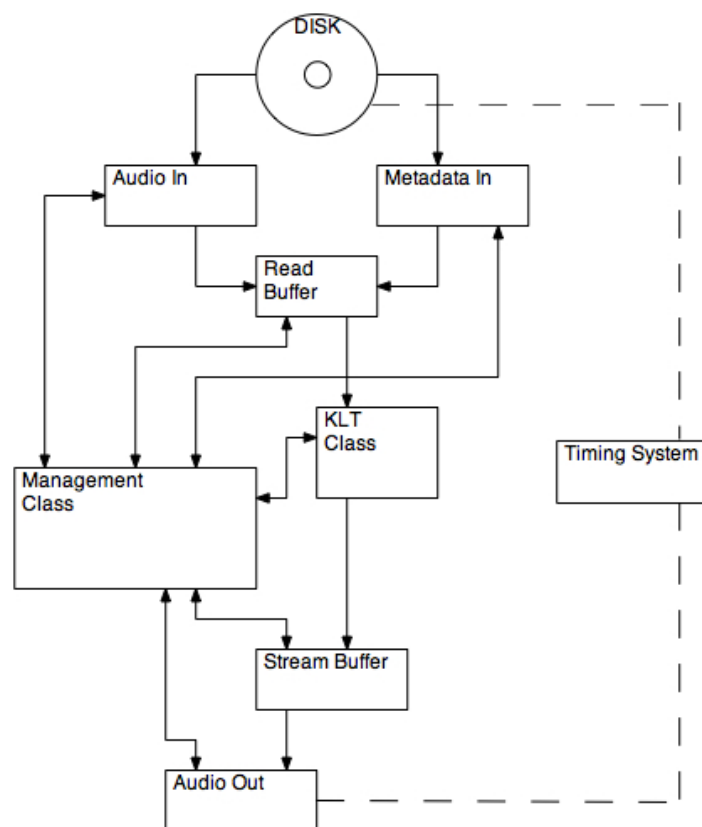 DISK
Audio In
Metadata In
Read
Buffer
KLT
Class
Timing System
Management
Class
Stream Buffer
Audio Out